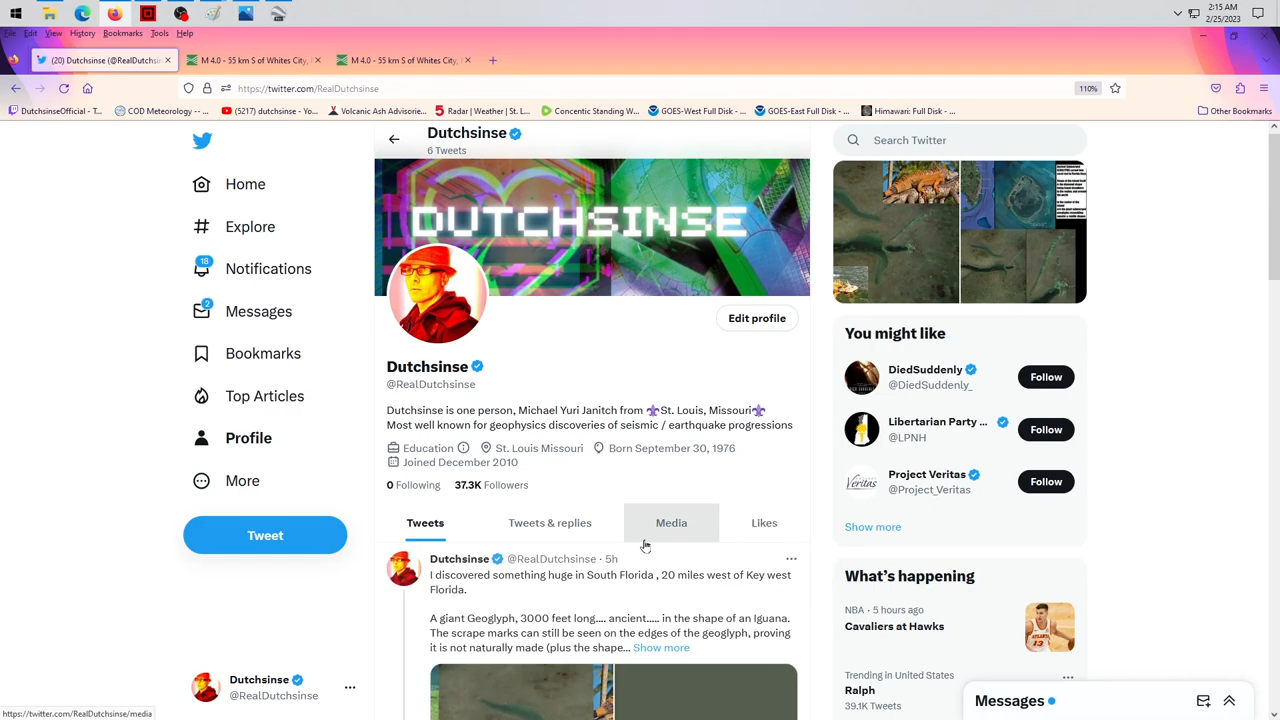 2:15 AM
2/25/2023
File Edit View History Bookmarks Tools Help
(20) Dutchsinse (@RealDutchsin
M 4.0 - 55 km S of Whites City,
M 4.0 - 55 km S of Whites City,
https://twitter.com/RealDutchsinse
110%
DutchsinseOfficial - T...
COD Meteorology -- ...
(5217) dutchsinse - Yo...
Volcanic Ash Advisorie...
Radar | Weather | St. L...
Concentic Standing W...
GOES-West Full Disk - ...
GOES-East Full Disk - ...
Himawari: Full Disk - ...
Other Bookmarks
Dutchsinse
6 Tweets
Search Twitter
Home
Explore
18
Notifications
2
Messages
Bookmarks
Top Articles
Profile
More
Tweet
DUTCHSINSE
Edit profile
Dutchsinse
@RealDutchsinse
Dutchsinse is one person, Michael Yuri Janitch from ⚜️St. Louis, Missouri⚜️
Most well known for geophysics discoveries of seismic / earthquake progressions
Education St. Louis Missouri Born September 30, 1976
Joined December 2010
0 Following 37.3K Followers
Tweets Tweets & replies Media Likes
Dutchsinse @RealDutchsinse · 5h
I discovered something huge in South Florida , 20 miles west of Key west
Florida.
A giant Geoglyph, 3000 feet long.... ancient..... in the shape of an Iguana.
The scrape marks can still be seen on the edges of the geoglyph, proving
it is not naturally made (plus the shape... Show more
You might like
DiedSuddenly
@DiedSuddenly_
Follow
Libertarian Party ...
@LPNH
Follow
Veritas
Project Veritas
@Project_Veritas
Follow
Show more
What's happening
NBA · 5 hours ago
Cavaliers at Hawks
Trending in United States
Ralph
39.1K Tweets
Messages
Dutchsinse
@RealDutchsinse
https://twitter.com/RealDutchsinse/media